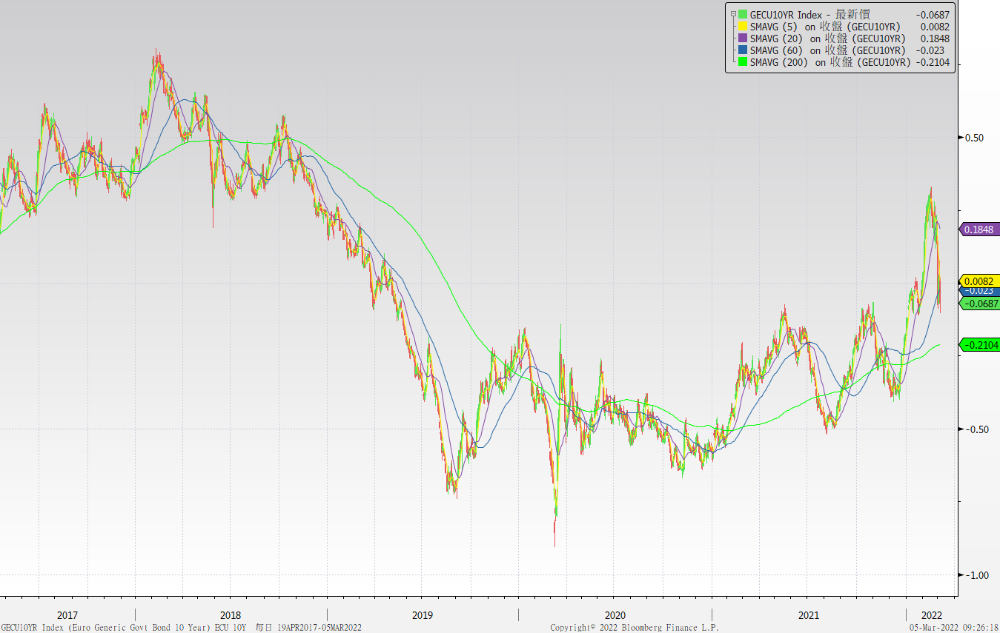 GECU10YR Index - 最新價 -0.0687
SMAVG (5) on 收盤 (GECU10YR) 0.0082
SMAVG (20) on 收盤 (GECU10YR) 0.1848
SMAVG (60) on 收盤 (GECU10YR) -0.023
SMAVG (200) on 收盤 (GECU10YR) -0.2104
0.50
0.1848
0.0082
-0.023
-0.0687
-0.2104
-0.50
-1.00
2017 2018 2019 2020 2021 2022
GECU10YR Index (Euro Generic Govt Bond 10 Year) ECU 10Y 每日 19APR2017-05MAR2022 Copyright© 2022 Bloomberg Finance L.P. 05-Mar-2022 09:26:18